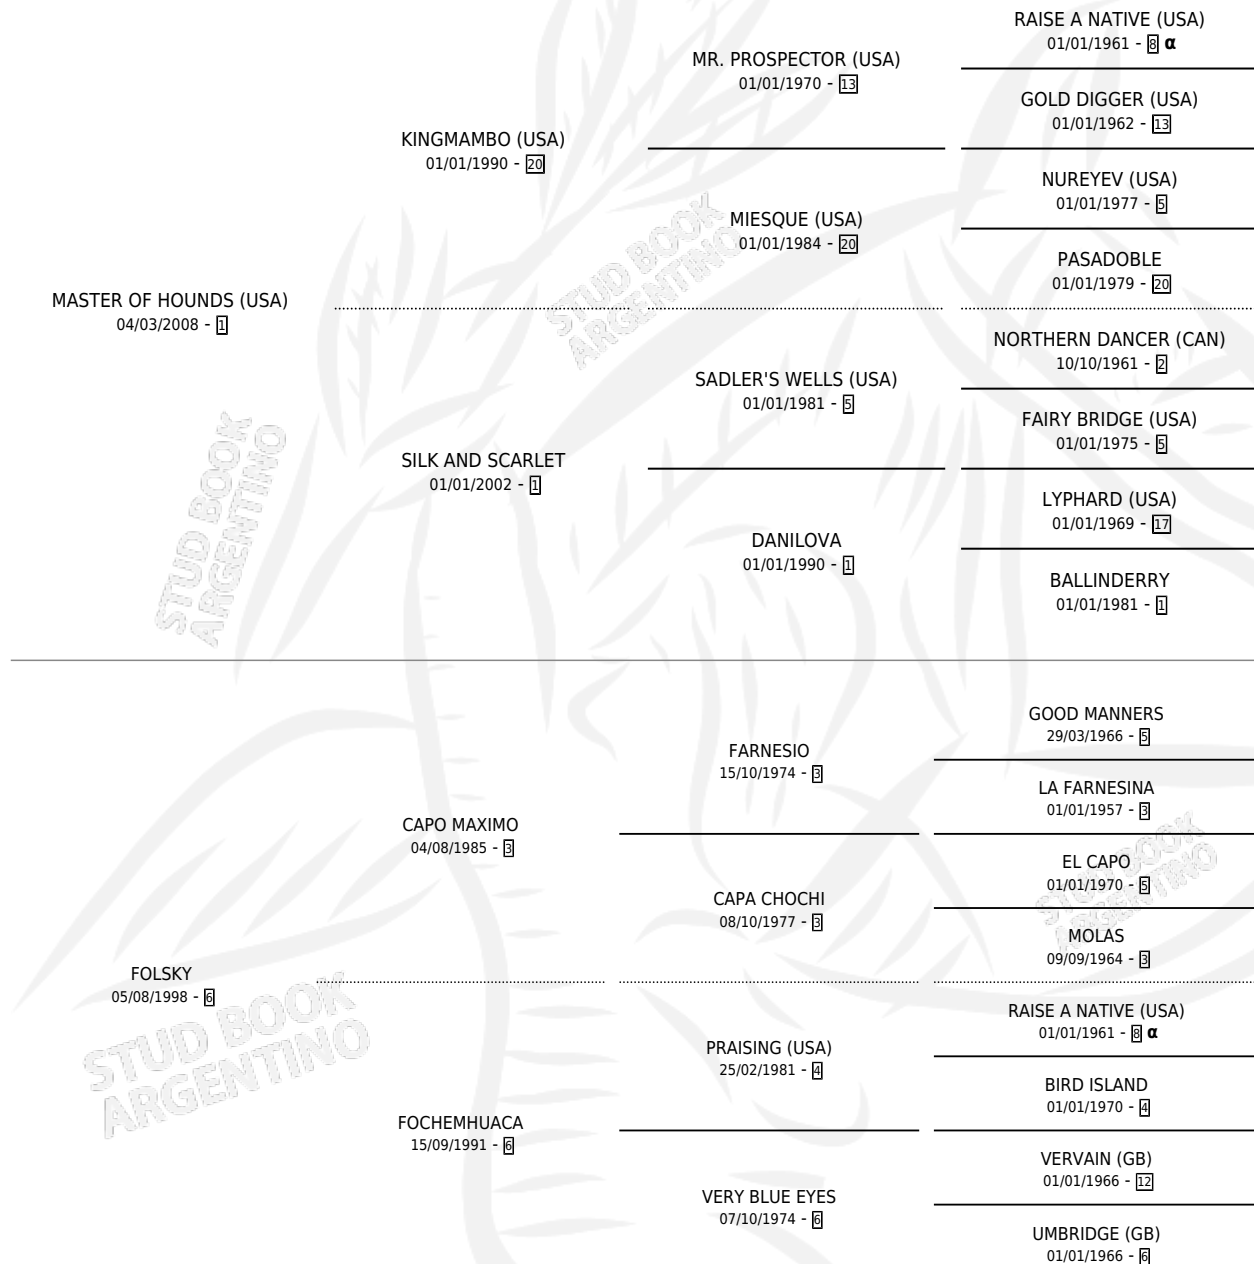 RAISE A NATIVE (USA)
01/01/1961 - 8 α
MR. PROSPECTOR (USA)
01/01/1970 - 13
GOLD DIGGER (USA)
01/01/1962 - 13
KINGMAMBO (USA)
01/01/1990 - 20
NUREYEV (USA)
01/01/1977 - 5
MIESQUE (USA)
01/01/1984 - 20
PASADOBLE
01/01/1979 - 20
MASTER OF HOUNDS (USA)
04/03/2008 - 1
NORTHERN DANCER (CAN)
10/10/1961 - 2
SADLER'S WELLS (USA)
01/01/1981 - 5
FAIRY BRIDGE (USA)
01/01/1975 - 5
SILK AND SCARLET
01/01/2002 - 1
LYPHARD (USA)
01/01/1969 - 17
DANILOVA
01/01/1990 - 1
BALLINDERRY
01/01/1981 - 1
STUD BOOK
ARGENTINO
STUD BOOK
ARGENTINO
GOOD MANNERS
29/03/1966 - 5
FARNESIO
15/10/1974 - 3
LA FARNESINA
01/01/1957 - 3
CAPO MAXIMO
04/08/1985 - 3
EL CAPO
01/01/1970 - 5
CAPA CHOCHI
08/10/1977 - 3
MOLAS
09/09/1964 - 3
FOLSKY
05/08/1998 - 6
RAISE A NATIVE (USA)
01/01/1961 - 8 α
PRAISING (USA)
25/02/1981 - 4
BIRD ISLAND
01/01/1970 - 4
FOCHEMHUACA
15/09/1991 - 6
VERVAIN (GB)
01/01/1966 - 12
VERY BLUE EYES
07/10/1974 - 6
UMBRIDGE (GB)
01/01/1966 - 6
STUD BOOK
ARGENTINO
STUD BOOK
ARGENTINO